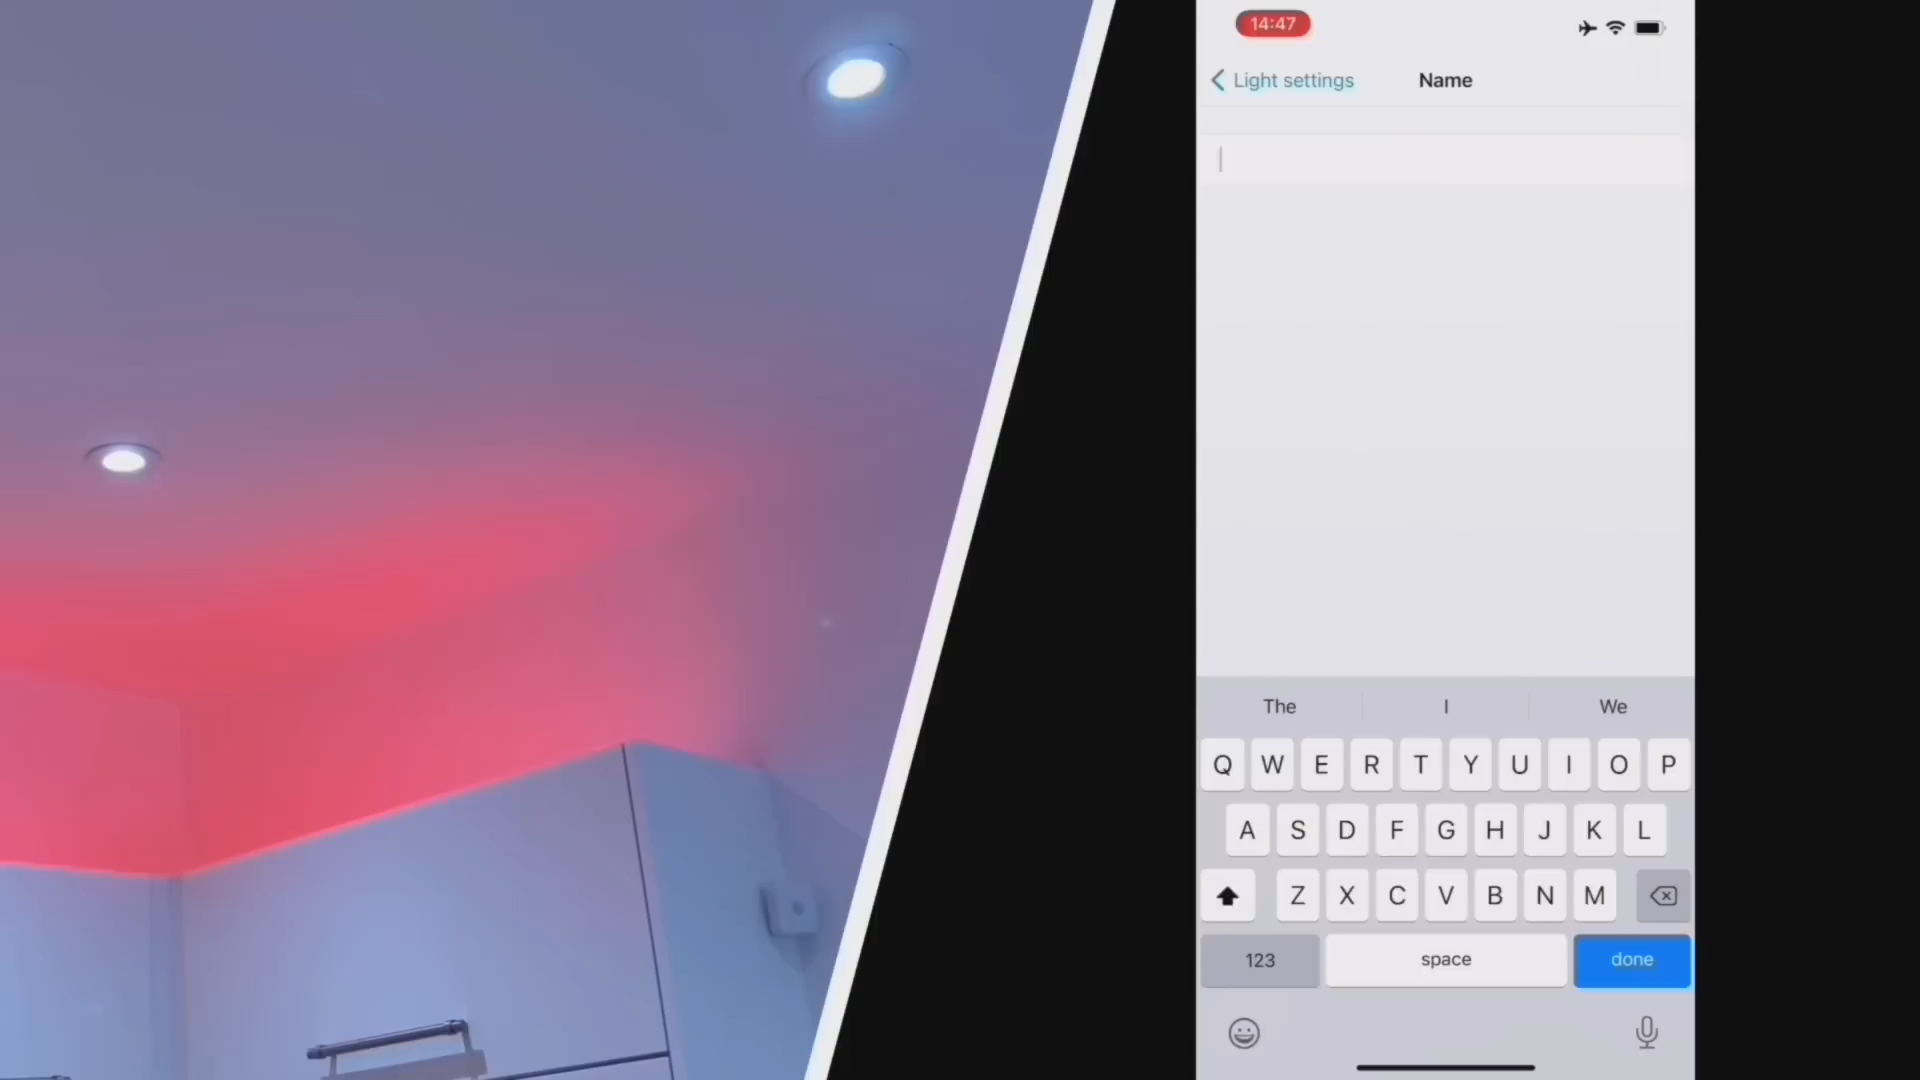 14:47
Light settings
Name
The I We
Q W E R T Y U I O P
A S D F G H J K L
Z X C V B N M
123 space done